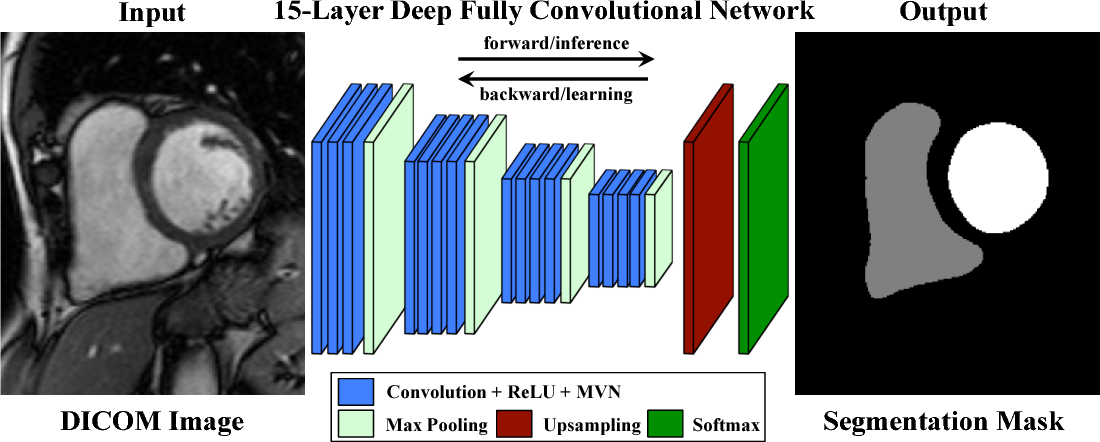 Input
15-Layer Deep Fully Convolutional Network
Output
forward/inference
backward/learning
Convolution + ReLU + MVN
Max Pooling
Upsampling
Softmax
DICOM Image
Segmentation Mask